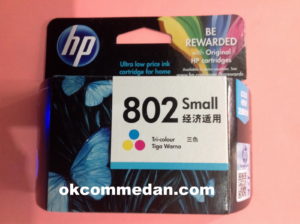 hp
BE
REWARDED
with Original
HP cartridges
Ultra low price ink
cartridge for home
802 Small
经济适用
Tri-colour 三色
Tiga Warna
okcommedan.com